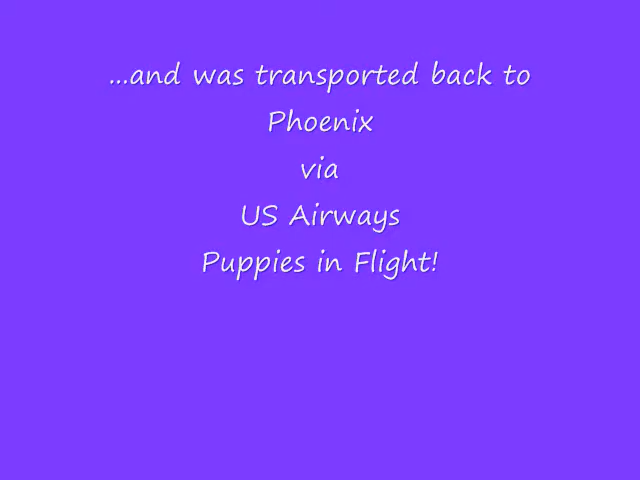 ...and was transported back to
Phoenix
via
US Airways
Puppies in Flight!